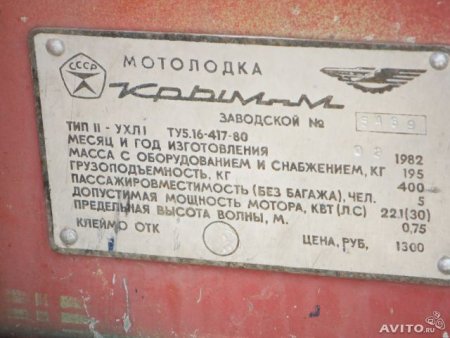 СССР
МОТОЛОДКА
КРЫМ-М
ЗАВОДСКОЙ №
ТИП II - УХЛ1 ТУ5.16-417-80
МЕСЯЦ И ГОД ИЗГОТОВЛЕНИЯ 1982
МАССА С ОБОРУДОВАНИЕМ И СНАБЖЕНИЕМ, КГ 195
ГРУЗОПОДЪЕМНОСТЬ, КГ 400
ПАССАЖИРОВМЕСТИМОСТЬ (БЕЗ БАГАЖА), ЧЕЛ. 5
ДОПУСТИМАЯ МОЩНОСТЬ МОТОРА, КВТ (Л.С) 22.1(30)
ПРЕДЕЛЬНАЯ ВЫСОТА ВОЛНЫ, М. 0,75
КЛЕЙМО ОТК ЦЕНА, РУБ, 1300
AVITO.ru